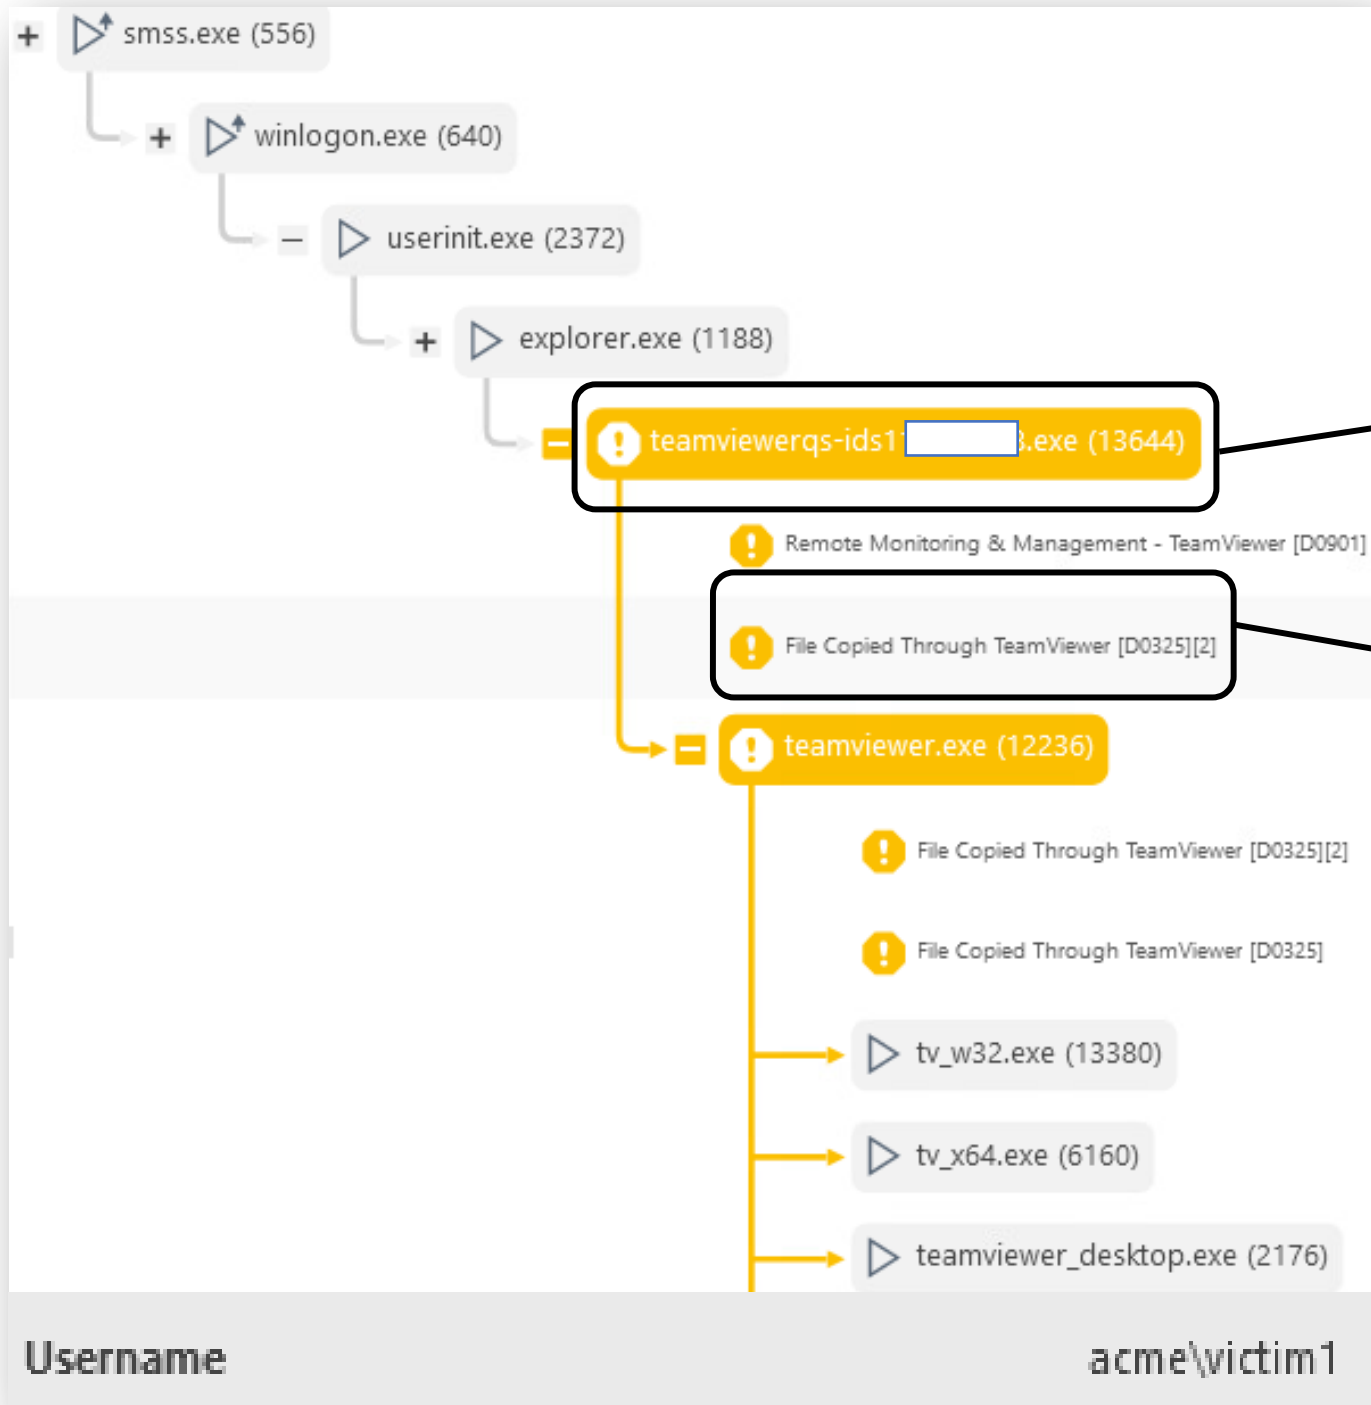 smss.exe (556)
winlogon.exe (640)
userinit.exe (2372)
explorer.exe (1188)
teamviewerqs-ids1 .exe (13644)
Remote Monitoring & Management - TeamViewer [D0901]
File Copied Through TeamViewer [D0325][2]
teamviewer.exe (12236)
File Copied Through TeamViewer [D0325][2]
File Copied Through TeamViewer [D0325]
tv_w32.exe (13380)
tv_x64.exe (6160)
teamviewer_desktop.exe (2176)
Username acme\victim1